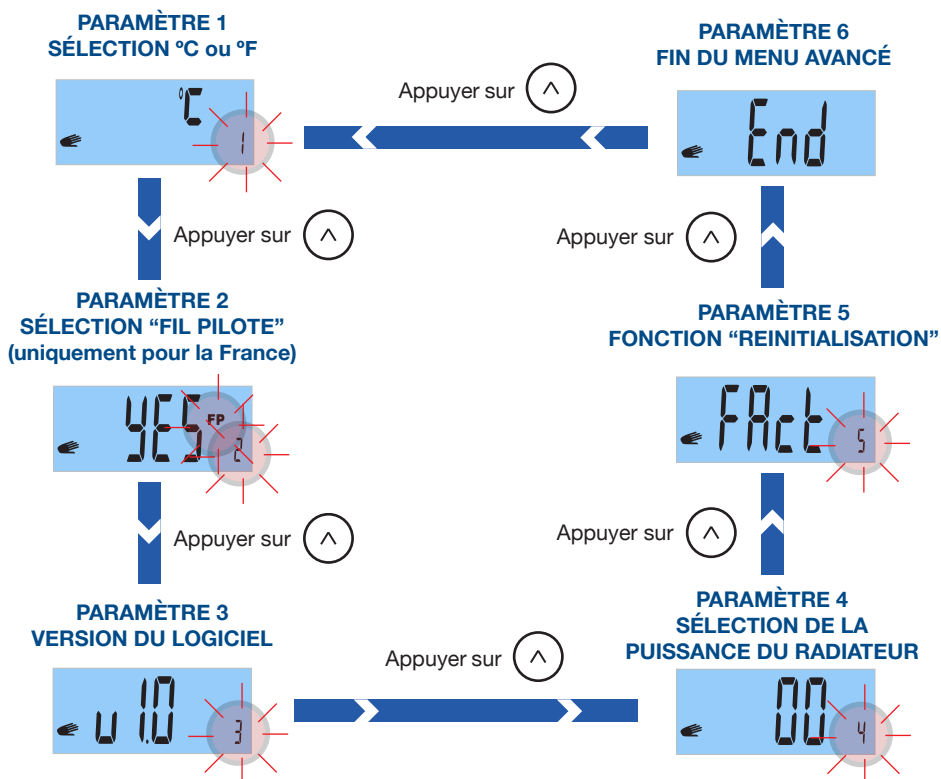 PARAMÈTRE 1
SÉLECTION ºC ou ºF
°C
1
Appuyer sur
PARAMÈTRE 2
SÉLECTION “FIL PILOTE”
(uniquement pour la France)
YES
FP
2
Appuyer sur
PARAMÈTRE 3
VERSION DU LOGICIEL
v1.0
3
Appuyer sur
PARAMÈTRE 4
SÉLECTION DE LA
PUISSANCE DU RADIATEUR
00
4
Appuyer sur
PARAMÈTRE 5
FONCTION “REINITIALISATION”
FAct
5
Appuyer sur
PARAMÈTRE 6
FIN DU MENU AVANCÉ
End
Appuyer sur